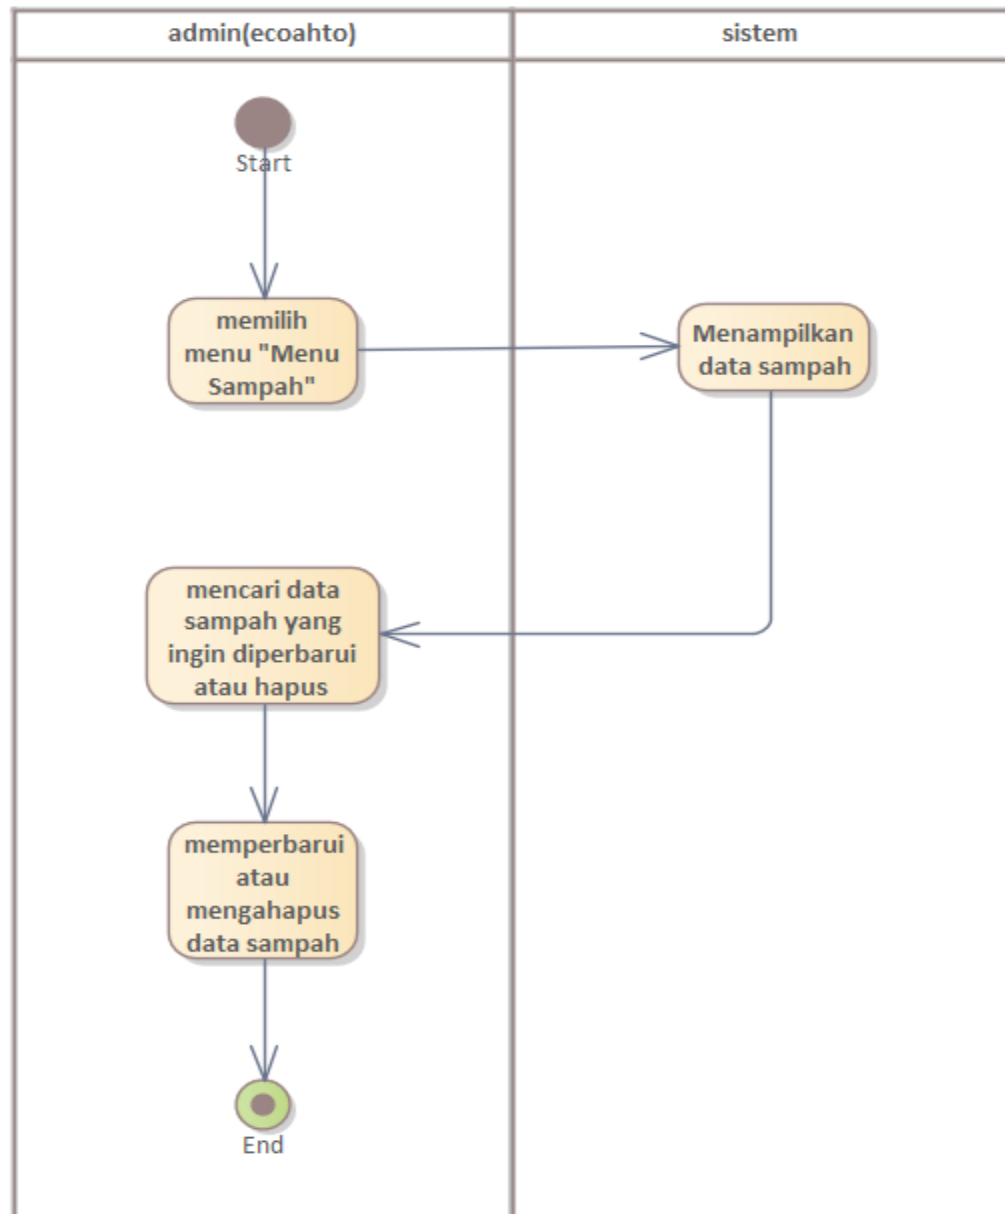 admin(ecoahto)
sistem
Start
memilih
menu "Menu
Sampah"
Menampilkan
data sampah
mencari data
sampah yang
ingin diperbarui
atau hapus
memperbarui
atau
mengahapus
data sampah
End